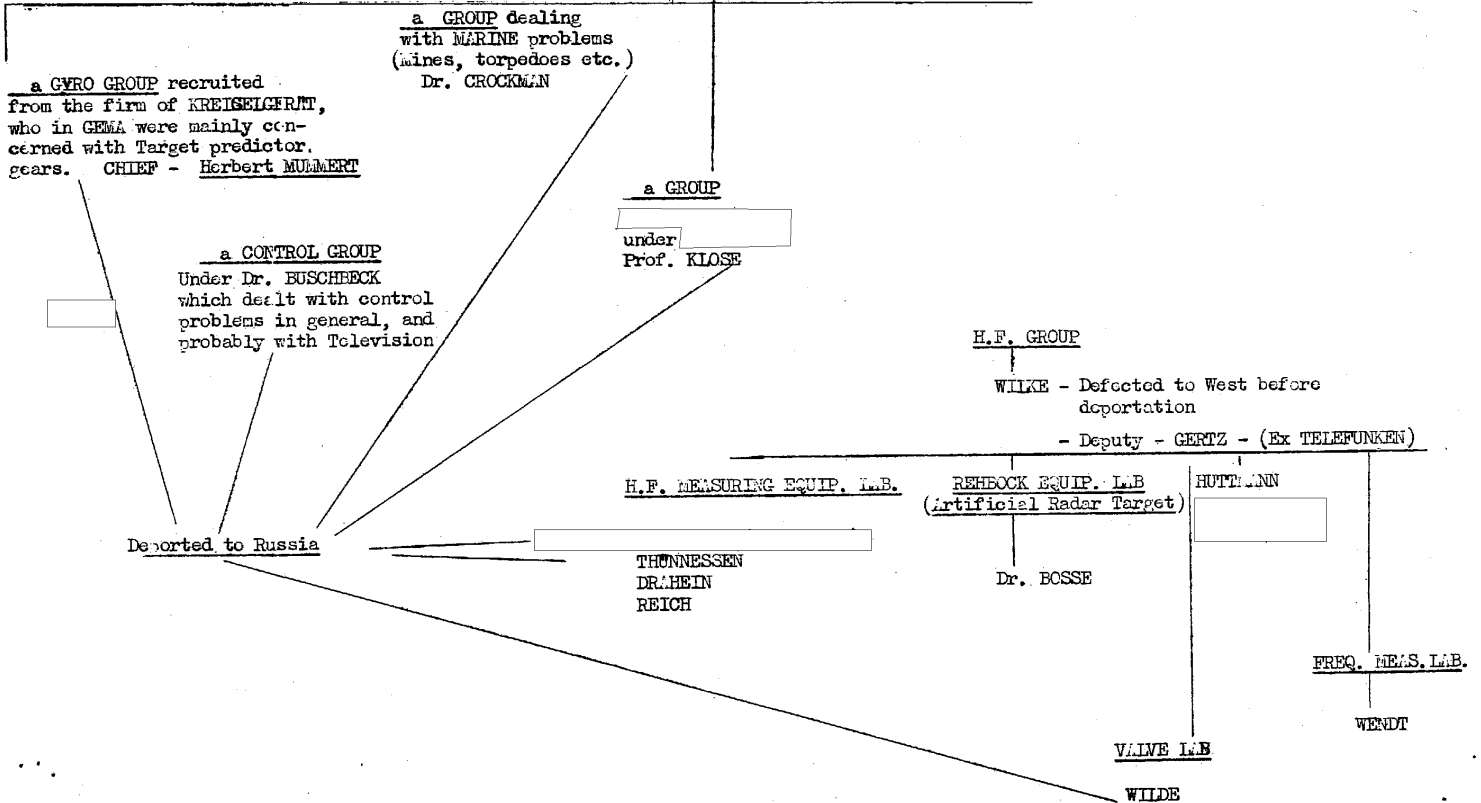 a GROUP dealing
with MARINE problems
(Mines, torpedoes etc.)
Dr. CROCKMAN
a GYRO GROUP recruited
from the firm of KREISELGERAT,
who in GEMA were mainly con-
cerned with Target predictor.
gears. CHIEF - Herbert MUMMERT
a GROUP
under
Prof. KLOSE
a CONTROL GROUP
Under Dr. BUSCHBECK
which dealt with control
problems in general, and
probably with Television
H.F. GROUP
WILKE - Defected to West before
deportation
- Deputy - GERTZ - (Ex TELEFUNKEN)
H.F. MEASURING EQUIP. LAB.
REHBOCK EQUIP. LAB
(Artificial Radar Target)
HUTTMANN
Deported to Russia
THUNNESSEN
DRAHEIN
REICH
Dr. BOSSE
FREQ. MEAS. LAB.
WENDT
VALVE LAB
WILDE